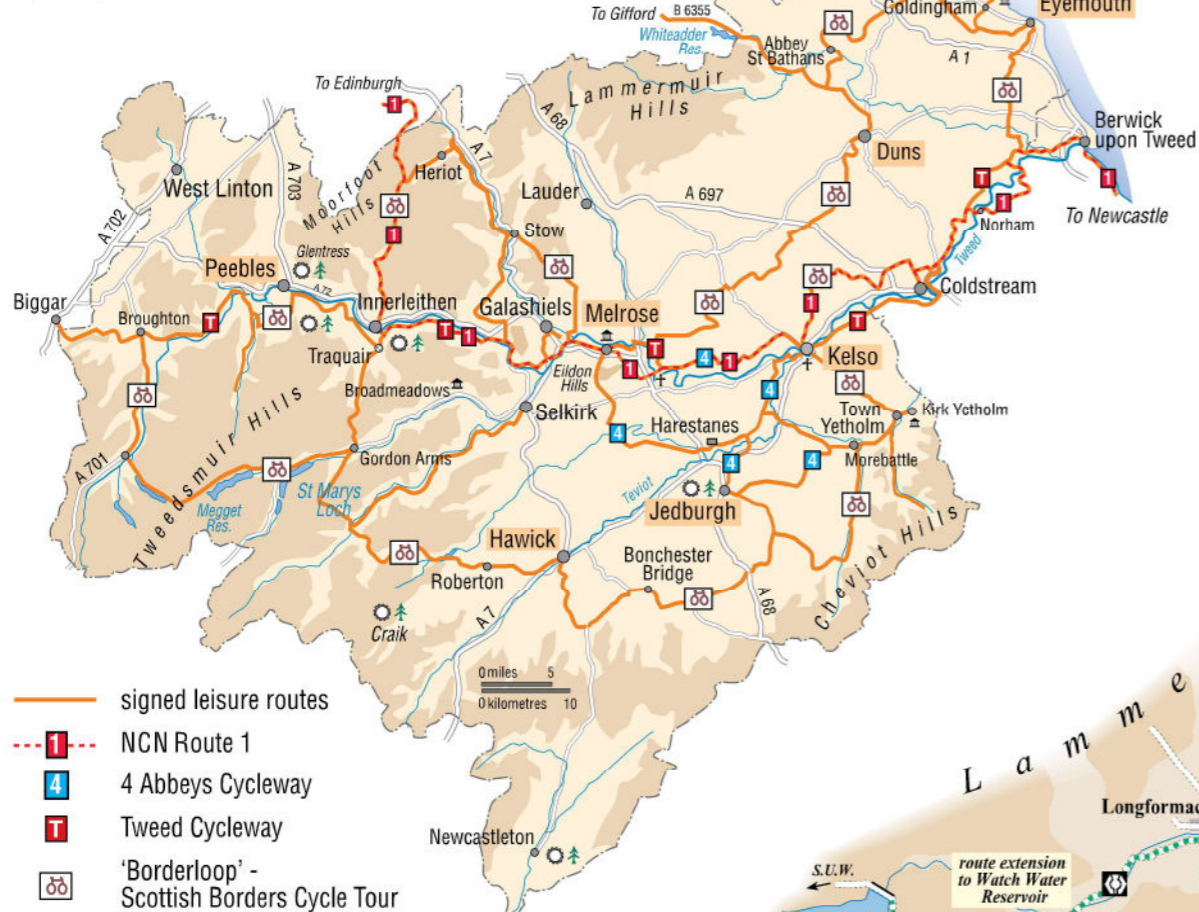 To Gifford
B 6355
Coldingham
Eyemouth
Whiteadder
Res.
Abbey
St Bathans
A 1
To Edinburgh
1
A 68
Lammermuir
Hills
Berwick
upon Tweed
A 7
Duns
West Linton
A 703
Heriot
Moorfoot
Hills
Lauder
A 697
T
1
1
To Newcastle
Norham
Tweed
A 702
1
Stow
Glentress
Peebles
A 72
Innerleithen
Galashiels
Melrose
1
Coldstream
Biggar
Broughton
T
T
1
T
4
1
T
Kelso
Traquair
Eildon
Hills
1
Broadmeadows
4
Selkirk
Harestanes
Town
Yetholm
Kirk Yetholm
4
4
4
Morebattle
Gordon Arms
A 701
Tweedsmuir Hills
St Marys
Loch
Megget
Res.
Teviot
Jedburgh
Hawick
Cheviot Hills
Roberton
Bonchester
Bridge
A 68
Craik
A 7
0 miles 5
0 kilometres 10
signed leisure routes
1 NCN Route 1
4 4 Abbeys Cycleway
T Tweed Cycleway
'Borderloop' -
Scottish Borders Cycle Tour
Newcastleton
Lamme
Longformac
S.U.W.
route extension
to Watch Water
Reservoir